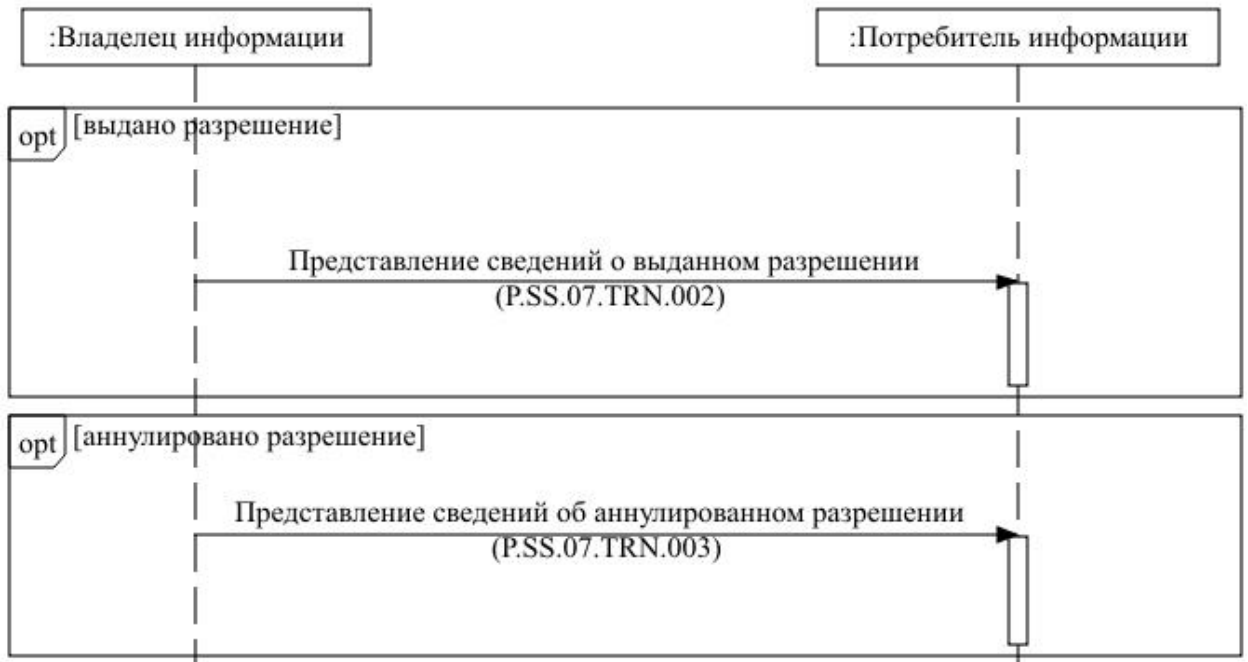 :Владелец информации
:Потребитель информации
opt
[выдано разрешение]
Представление сведений о выданном разрешении
(P.SS.07.TRN.002)
opt
[аннулировано разрешение]
Представление сведений об аннулированном разрешении
(P.SS.07.TRN.003)